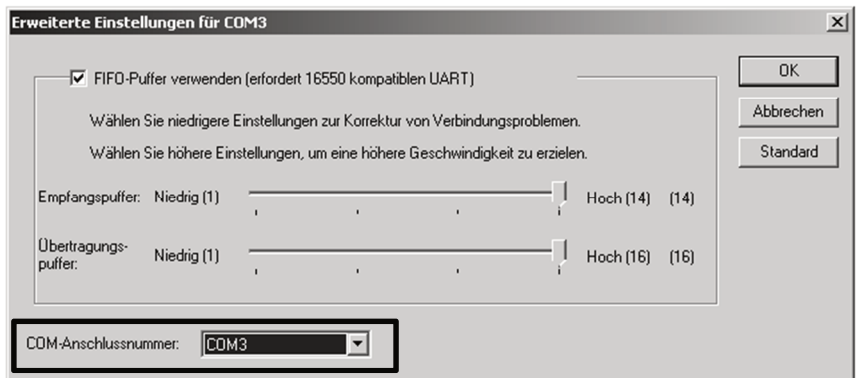 Erweiterte Einstellungen für COM3
FIFO-Puffer verwenden (erfordert 16550 kompatiblen UART)
OK
Wählen Sie niedrigere Einstellungen zur Korrektur von Verbindungsproblemen.
Abbrechen
Wählen Sie höhere Einstellungen, um eine höhere Geschwindigkeit zu erzielen.
Standard
Empfangspuffer: Niedrig (1) Hoch (14) (14)
Übertragungs-
puffer: Niedrig (1) Hoch (16) (16)
COM-Anschlussnummer: COM3